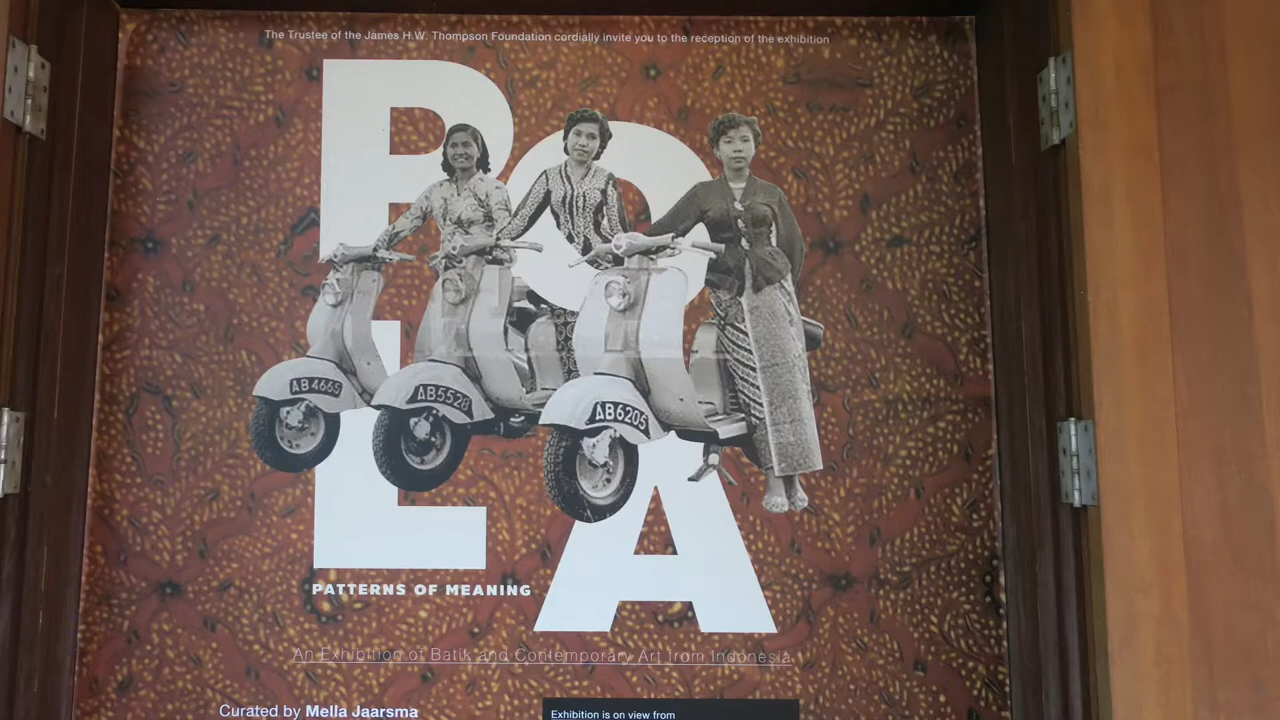 The Trustee of the James H.W. Thompson Foundation cordially invite you to the reception of the exhibition
PO
LA
AB4665
AB5528
AB6205
PATTERNS OF MEANING
An Exhibition of Batik and Contemporary Art from Indonesia
Curated by Mella Jaarsma
Exhibition is on view from